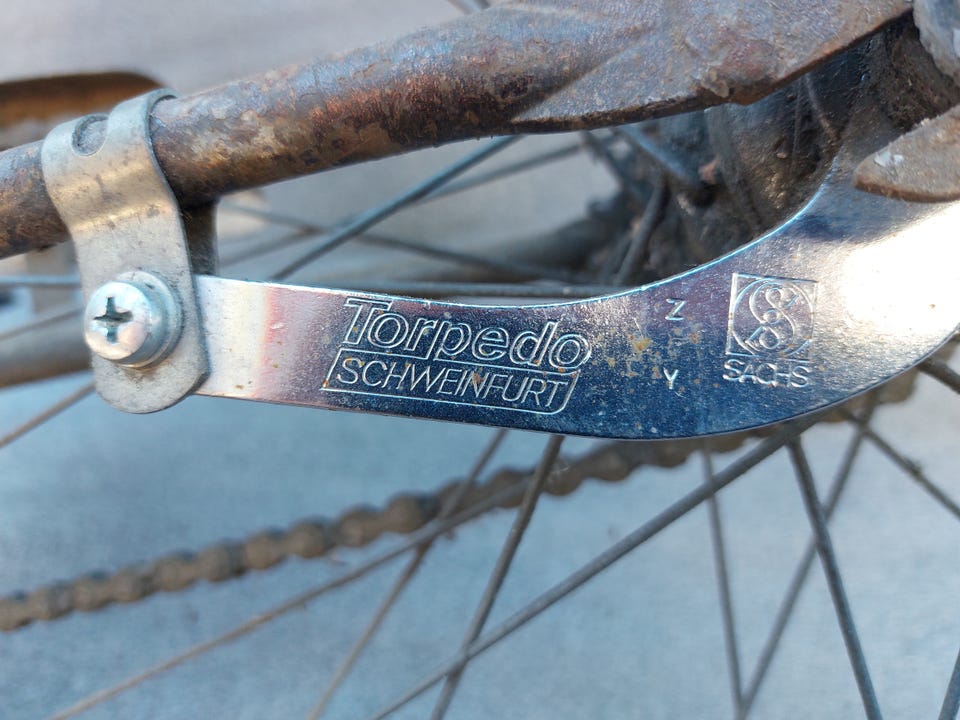 Torpedo
SCHWEINFURT
Z
Y
SACHS